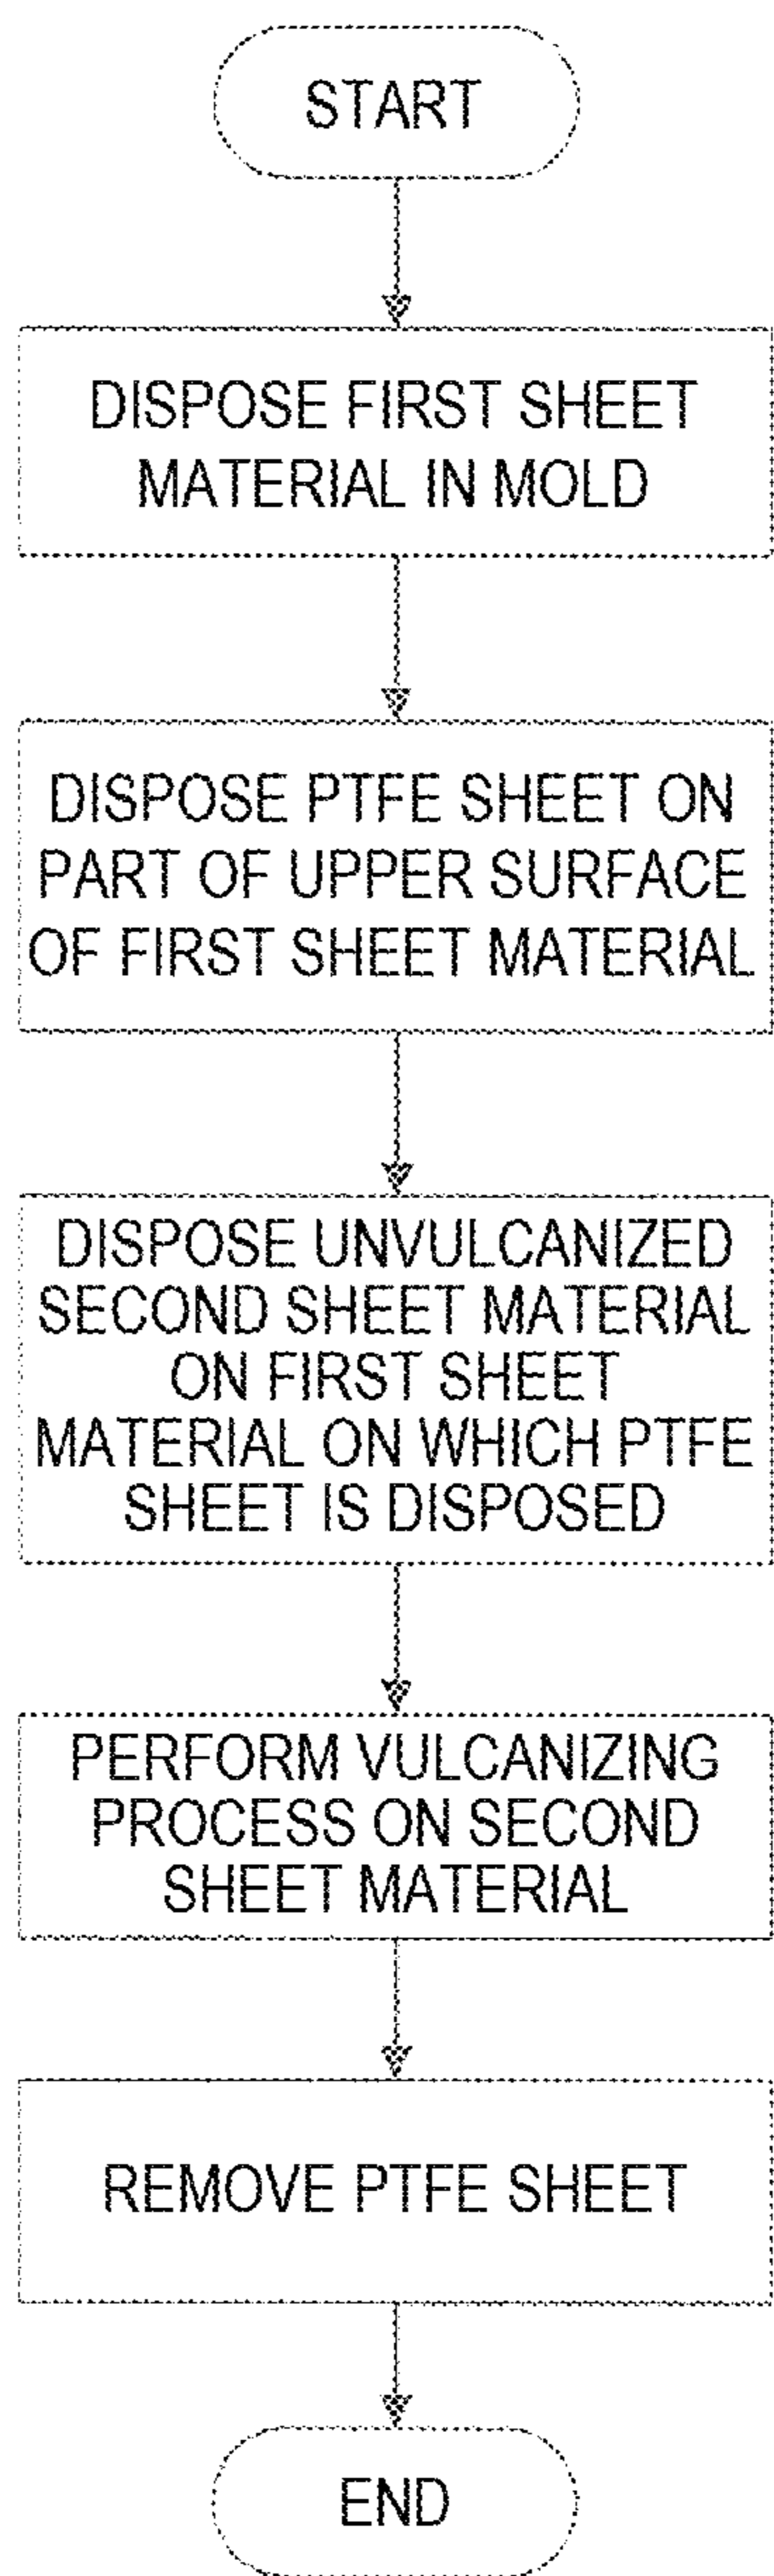 START
DISPOSE FIRST SHEET
MATERIAL IN MOLD
DISPOSE PTFE SHEET ON
PART OF UPPER SURFACE
OF FIRST SHEET MATERIAL
DISPOSE UNVULCANIZED
SECOND SHEET MATERIAL
ON FIRST SHEET
MATERIAL ON WHICH PTFE
SHEET IS DISPOSED
PERFORM VULCANIZING
PROCESS ON SECOND
SHEET MATERIAL
REMOVE PTFE SHEET
END